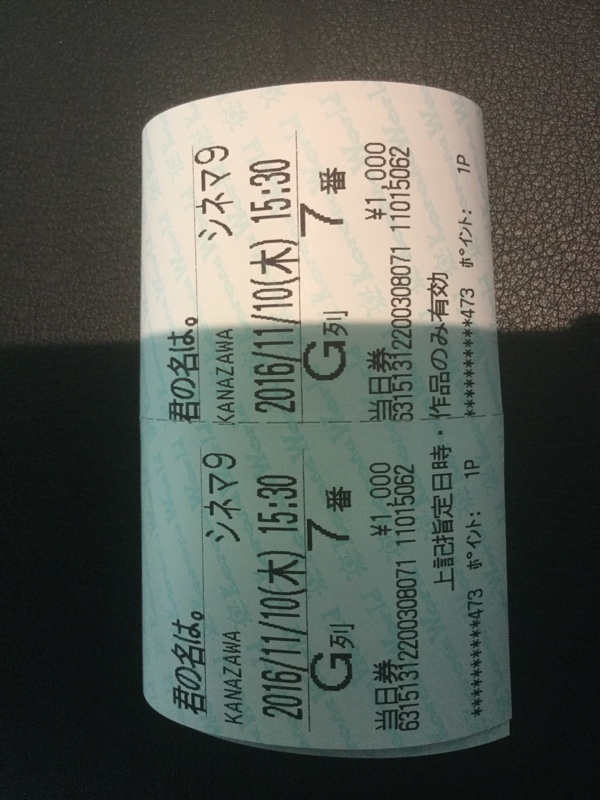 君の名は。
KANAZAWA シネマ9
2016/11/10(木) 15:30
G列 7番
当日券 ¥1,000
63151312200308071 11015062
**********473 ポイント: 1P
君の名は。
KANAZAWA シネマ9
2016/11/10(木) 15:30
G列 7番
当日券 ¥1,000
63151312200308071 11015062
上記指定日時・作品のみ有効
**********473 ポイント: 1P